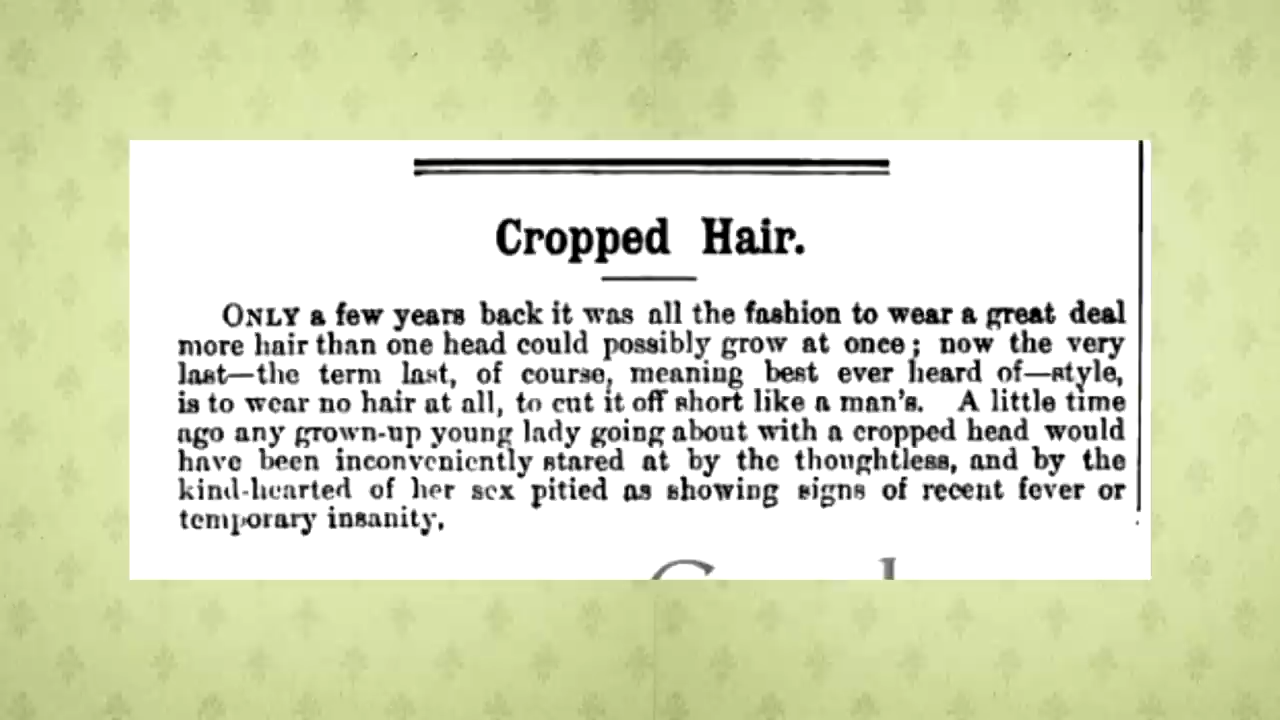 Cropped Hair.
ONLY a few years back it was all the fashion to wear a great deal
more hair than one head could possibly grow at once; now the very
last—the term last, of course, meaning best ever heard of—style,
is to wear no hair at all, to cut it off short like a man's. A little time
ago any grown-up young lady going about with a cropped head would
have been inconveniently stared at by the thoughtless, and by the
kind-hearted of her sex pitied as showing signs of recent fever or
temporary insanity.